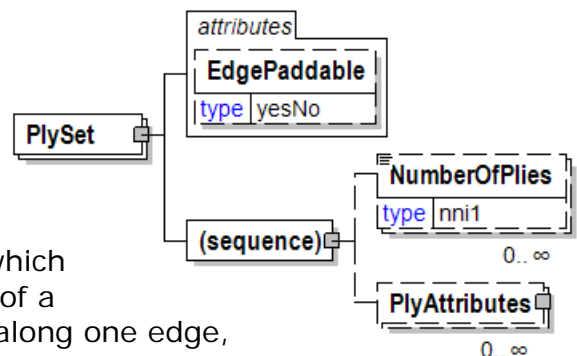 attributes
EdgePaddable
type yesNo
PlySet
NumberOfPlies
type nni1
0.. ∞
(sequence)
PlyAttributes
0.. ∞
which
of a
along one edge,